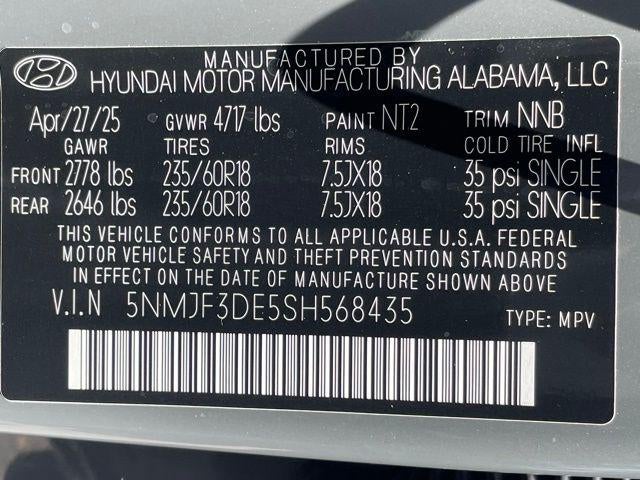 MANUFACTURED BY
HYUNDAI MOTOR MANUFACTURING ALABAMA, LLC
Apr/27/25 GVWR 4717 lbs PAINT NT2 TRIM NNB
GAWR TIRES RIMS COLD TIRE INFL
FRONT 2778 lbs 235/60R18 7.5JX18 35 psi SINGLE
REAR 2646 lbs 235/60R18 7.5JX18 35 psi SINGLE
THIS VEHICLE CONFORMS TO ALL APPLICABLE U.S.A. FEDERAL
MOTOR VEHICLE SAFETY AND THEFT PREVENTION STANDARDS
IN EFFECT ON THE DATE OF MANUFACTURE SHOWN ABOVE
V.I.N 5NMJF3DE5SH568435 TYPE: MPV